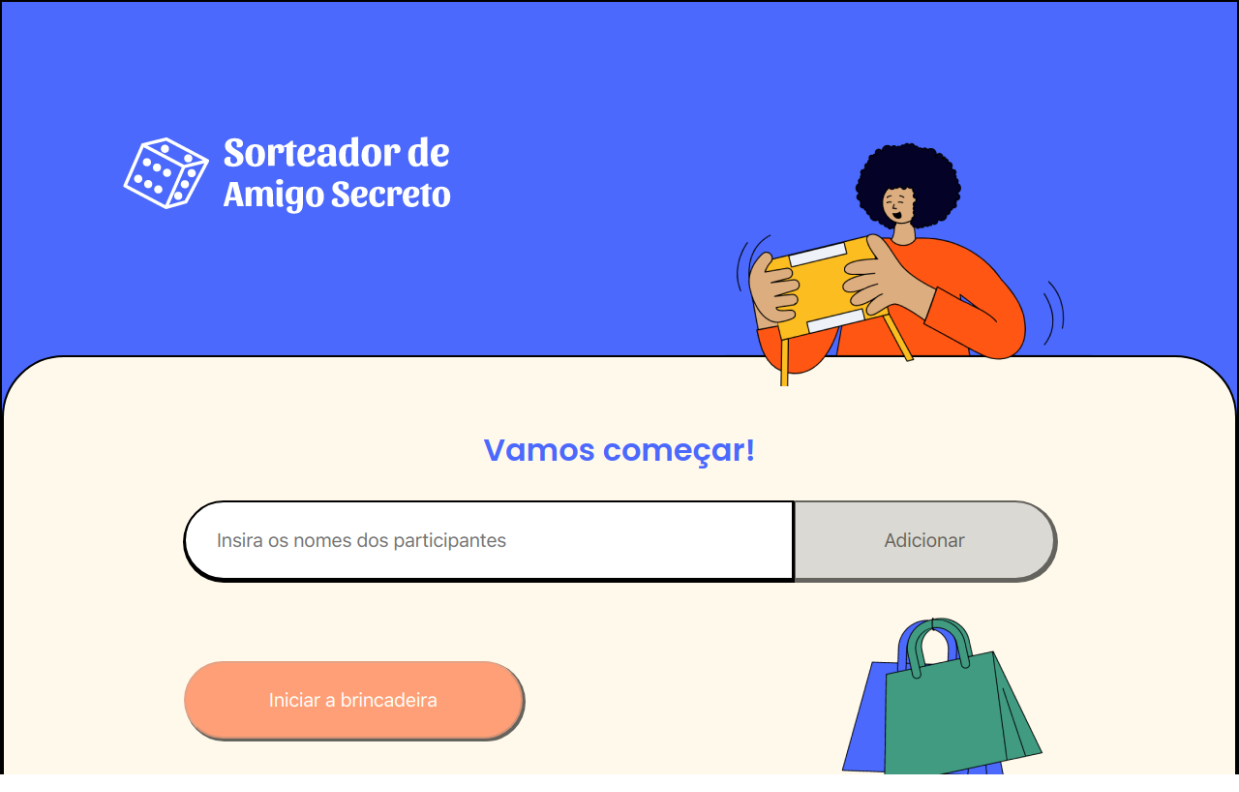 Sorteador de
Amigo Secreto
Vamos começar!
Insira os nomes dos participantes
Adicionar
Iniciar a brincadeira